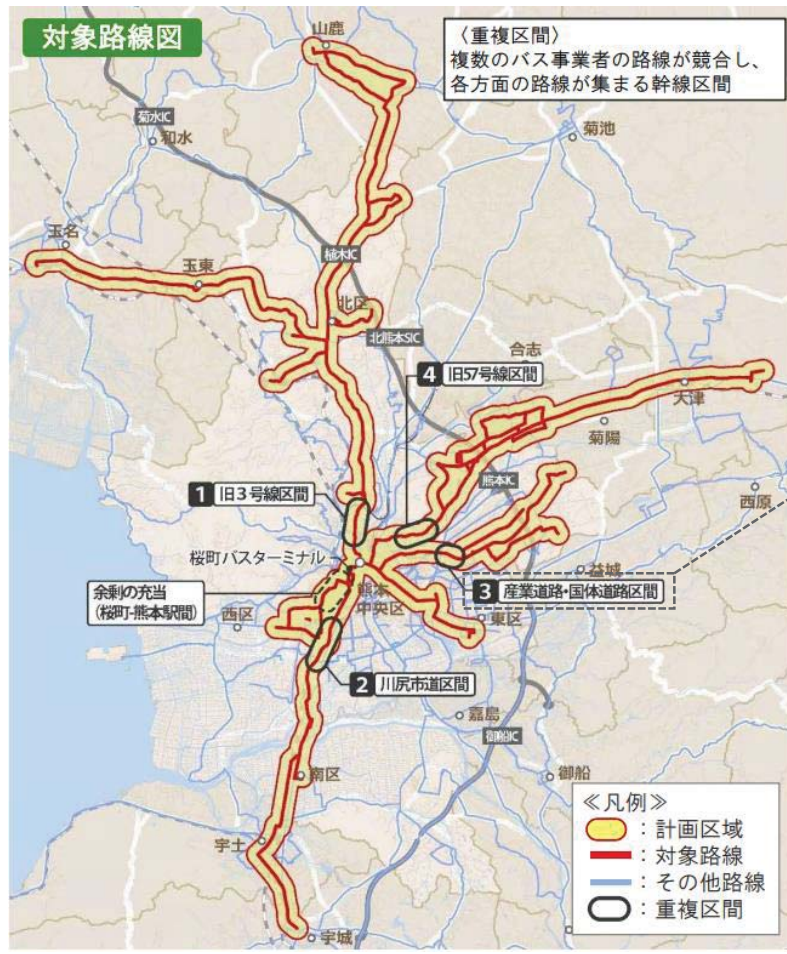 対象路線図
〈重複区間〉
複数のバス事業者の路線が競合し、
各方面の路線が集まる幹線区間
山鹿
菊水IC
和水
菊池
玉名
玉東
植木IC
北区
北熊本SIC
合志
4 旧57号線区間
大津
菊陽
熊本IC
西原
1 旧3号線区間
桜町バスターミナル
益城
3 産業道路・国体道路区間
余剰の充当
(桜町-熊本駅間)
熊本
中央区
西区
東区
2 川尻市道区間
嘉島
御船IC
南区
御船
宇土
宇城
≪凡例≫
：計画区域
：対象路線
：その他路線
：重複区間